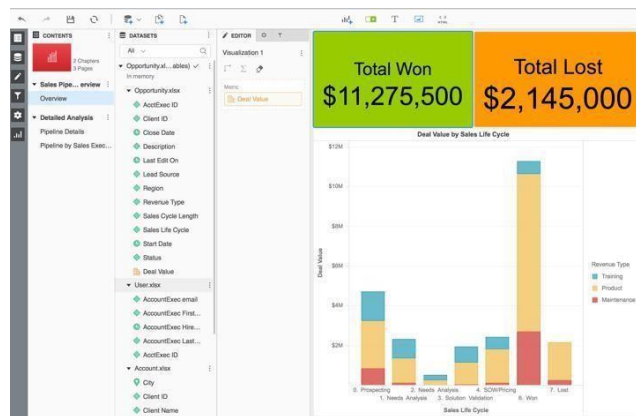 CONTENTS
2 Chapters
3 Pages
Sales Pipe... erview
Overview
Detailed Analysis
Pipeline Details
Pipeline by Sales Exec...
DATASETS
All
Opportunity.xl... ables)
In memory
Opportunity.xlsx
AcctExec ID
Client ID
Close Date
Description
Last Edit On
Lead Source
Region
Revenue Type
Sales Cycle Length
Sales Life Cycle
Start Date
Status
Deal Value
User.xlsx
AccountExec email
AccountExec First...
AccountExec Hire...
AccountExec Last...
AcctExec ID
Account.xlsx
City
Client ID
Client Name
EDITOR
Visualization 1
Metric
Deal Value
Total Won
$11,275,500
Total Lost
$2,145,000
Deal Value by Sales Life Cycle
$12M
$10M
$8M
$6M
$4M
$2M
Deal Value
0. Prospecting
1. Needs Analysis
2. Needs Analysis
3. Solution Validation
4. SOW/Pricing
6. Won
7. Lost
Sales Life Cycle
Revenue Type
Training
Product
Maintenance